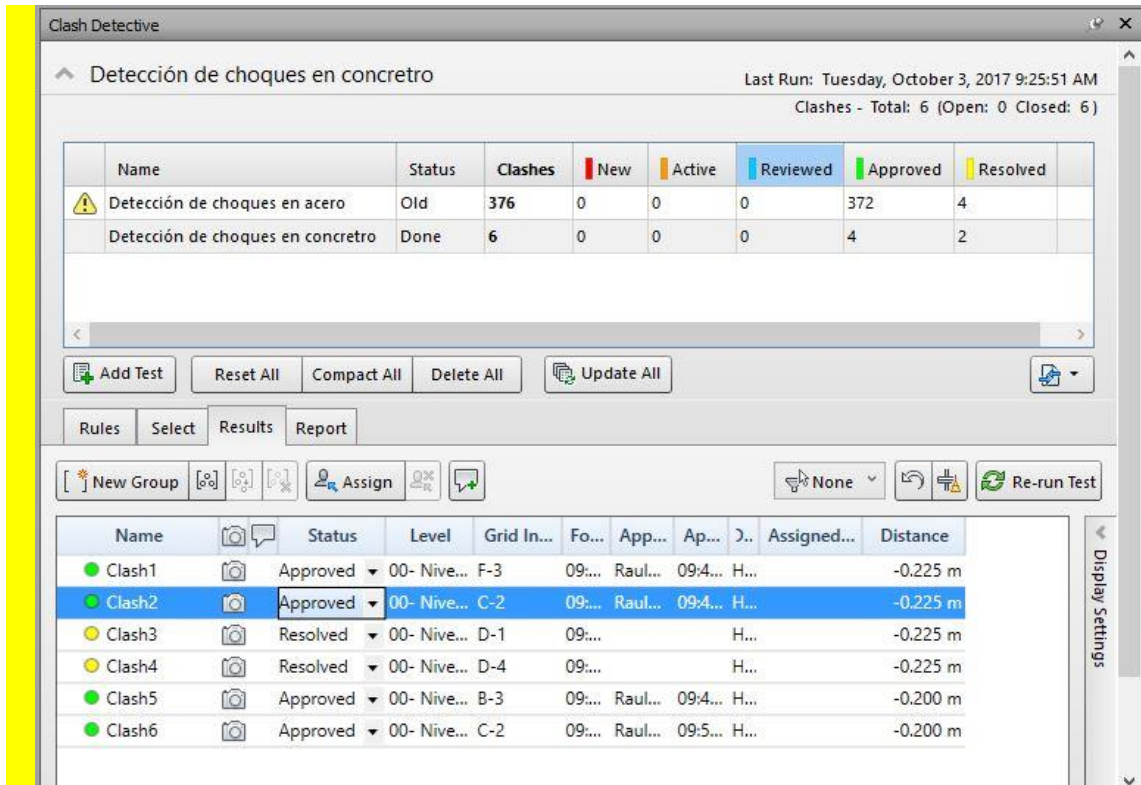 Clash Detective
Detección de choques en concretro
Last Run: Tuesday, October 3, 2017 9:25:51 AM
Clashes - Total: 6 (Open: 0 Closed: 6)
Name Status Clashes New Active Reviewed Approved Resolved
Detección de choques en acero Old 376 0 0 0 372 4
Detección de choques en concretro Done 6 0 0 0 4 2
Add Test Reset All Compact All Delete All Update All
Rules Select Results Report
New Group Assign None Re-run Test
Name Status Level Grid In... Fo... App... Ap... Assigned... Distance
Clash1 Approved 00- Nive... F-3 09:... Raul... 09:4... H... -0.225 m
Clash2 Approved 00- Nive... C-2 09:... Raul... 09:4... H... -0.225 m
Clash3 Resolved 00- Nive... D-1 09:... H... -0.225 m
Clash4 Resolved 00- Nive... D-4 09:... H... -0.225 m
Clash5 Approved 00- Nive... B-3 09:... Raul... 09:4... H... -0.200 m
Clash6 Approved 00- Nive... C-2 09:... Raul... 09:5... H... -0.200 m
Display Settings